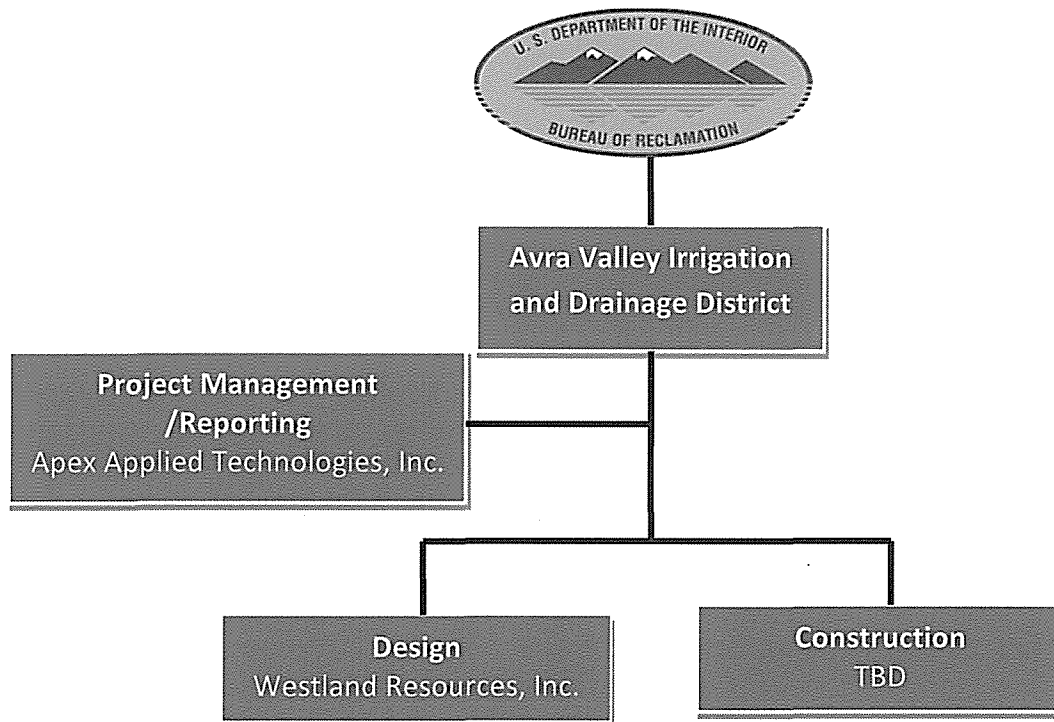 U. S. DEPARTMENT OF THE INTERIOR
BUREAU OF RECLAMATION
Avra Valley Irrigation
and Drainage District
Project Management
/Reporting
Apex Applied Technologies, Inc.
Design
Westland Resources, Inc.
Construction
TBD